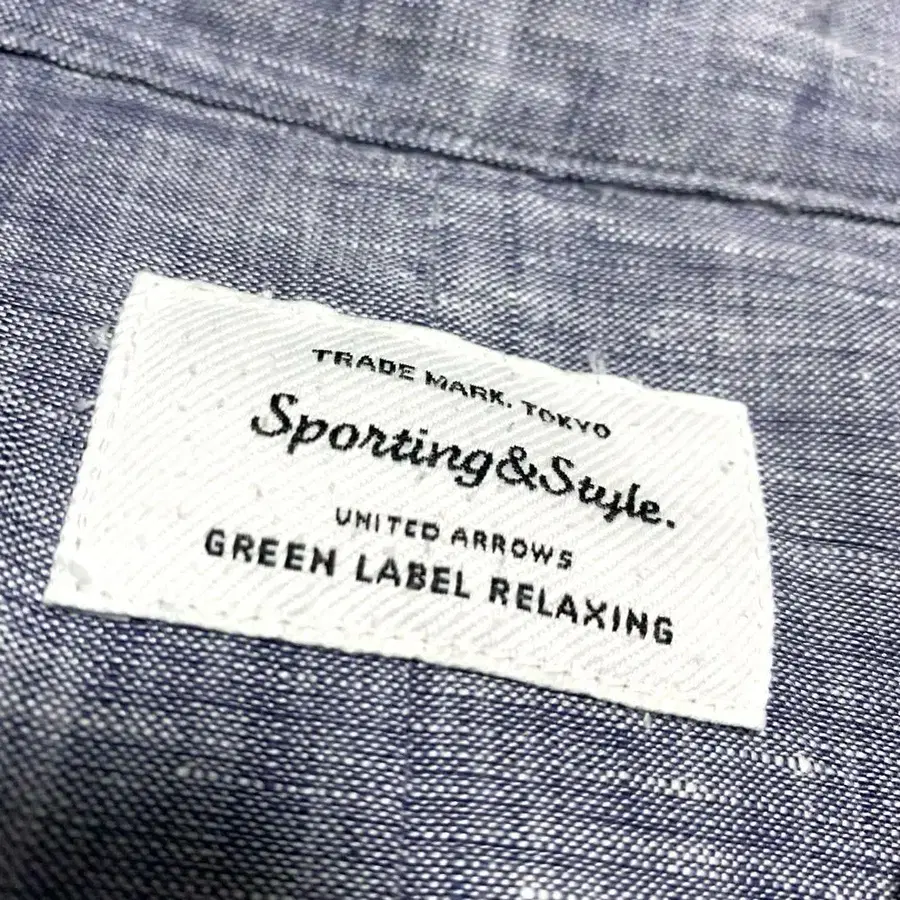 TRADE MARK. TOKYO
Sporting&Style.
UNITED ARROWS
GREEN LABEL RELAXING